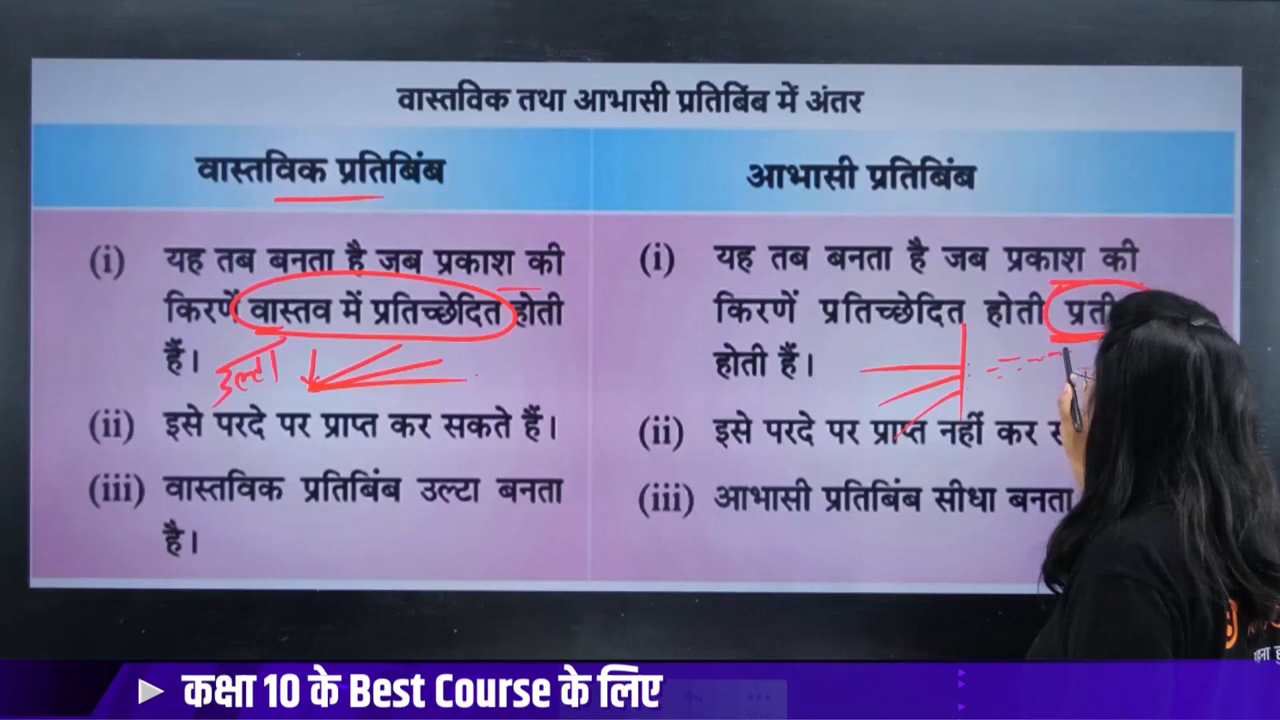 वास्तविक तथा आभासी प्रतिबिंब में अंतर
वास्तविक प्रतिबिंब
(i) यह तब बनता है जब प्रकाश की
किरणें वास्तव में प्रतिच्छेदित होती
हैं।
उल्टा
(ii) इसे परदे पर प्राप्त कर सकते हैं।
(iii) वास्तविक प्रतिबिंब उल्टा बनता
है।
आभासी प्रतिबिंब
(i) यह तब बनता है जब प्रकाश की
किरणें प्रतिच्छेदित होती
होती हैं।
(ii) इसे परदे पर प्राप्त नहीं कर
(iii) आभासी प्रतिबिंब सीधा बनता
कक्षा 10 के Best Course के लिए